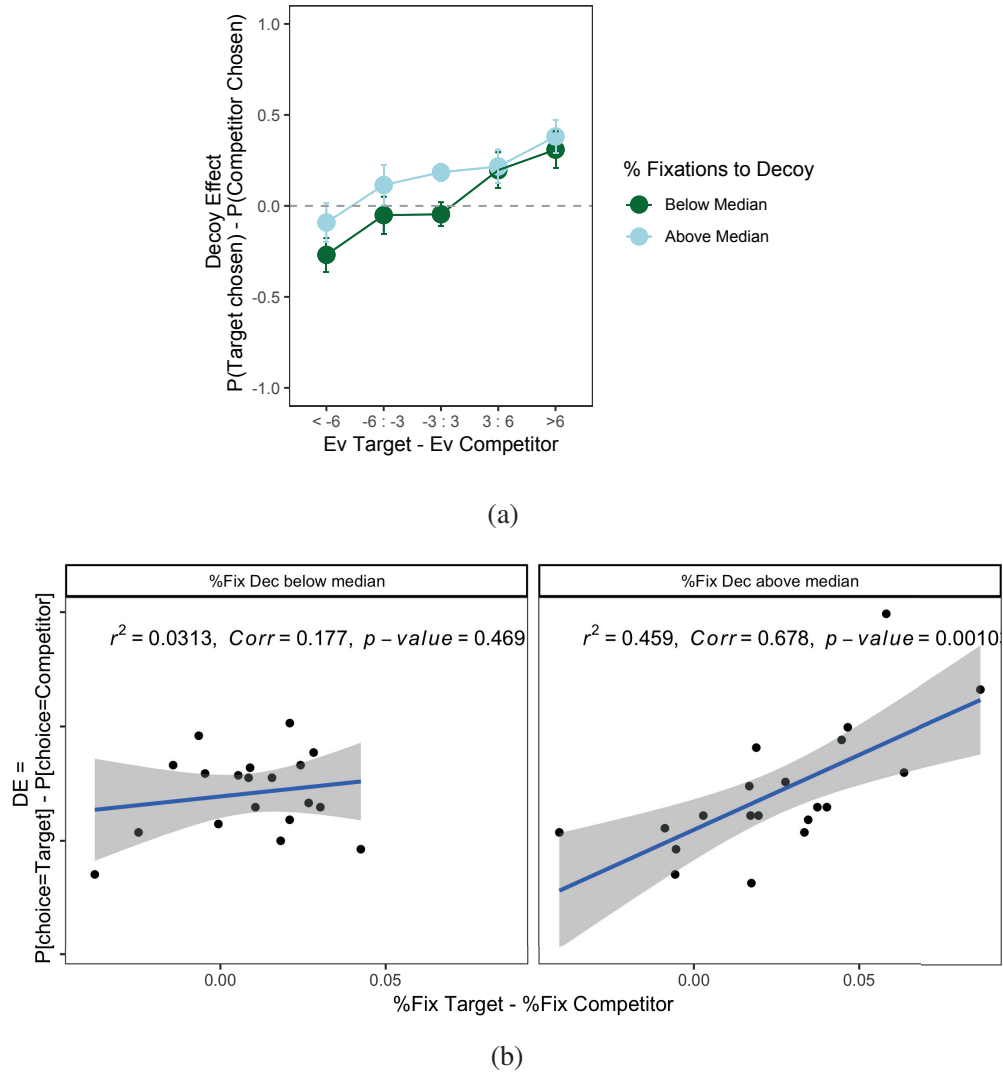 (a)
1.0
0.5
0.0
-0.5
-1.0
Decoy Effect
P(Target chosen) - P(Competitor Chosen)
< -6
-6 : -3
-3 : 3
3 : 6
>6
Ev Target - Ev Competitor
% Fixations to Decoy
Below Median
Above Median
(a)
%Fix Dec below median
%Fix Dec above median
r² = 0.0313, Corr = 0.177, p − value = 0.469
r² = 0.459, Corr = 0.678, p − value = 0.0010
DE =
P[choice=Target] - P[choice=Competitor]
0.00
0.05
0.00
0.05
%Fix Target - %Fix Competitor
(b)